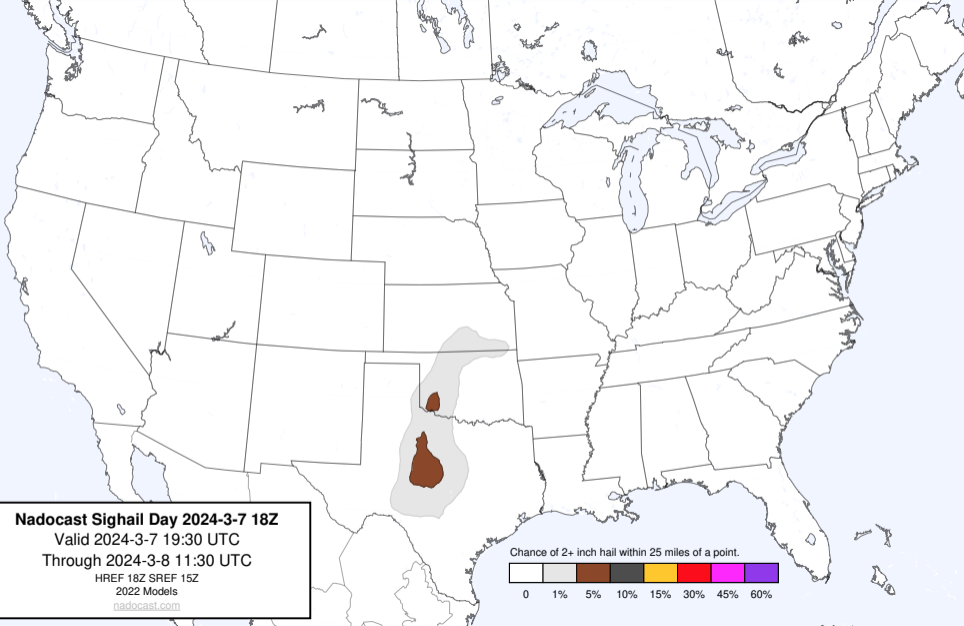 Nadocast Sighail Day 2024-3-7 18Z
Valid 2024-3-7 19:30 UTC
Through 2024-3-8 11:30 UTC
HREF 18Z SREF 15Z
2022 Models
nadocast.com
Chance of 2+ inch hail within 25 miles of a point.
0 1% 5% 10% 15% 30% 45% 60%